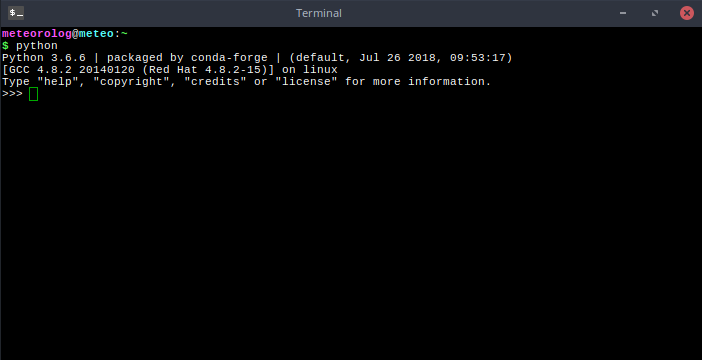 $_
Terminal
meteorolog@meteo:~
$ python
Python 3.6.6 | packaged by conda-forge | (default, Jul 26 2018, 09:53:17)
[GCC 4.8.2 20140120 (Red Hat 4.8.2-15)] on linux
Type "help", "copyright", "credits" or "license" for more information.
>>>